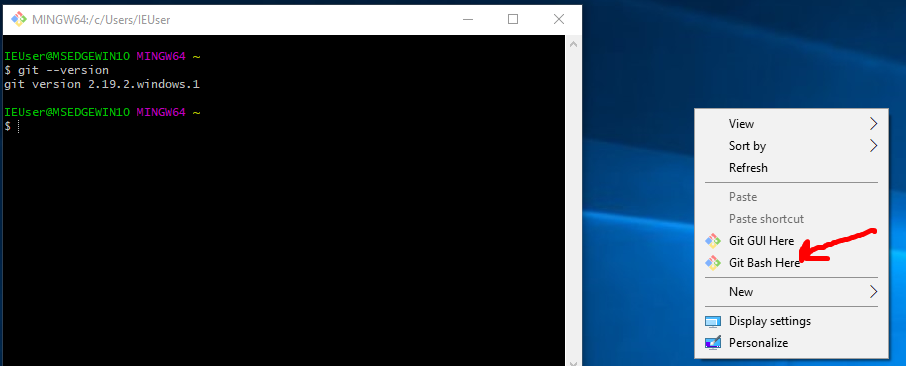 MINGW64:/c/Users/IEUser
IEUser@MSEDGEWIN10 MINGW64 ~
$ git --version
git version 2.19.2.windows.1
IEUser@MSEDGEWIN10 MINGW64 ~
$
View
Sort by
Refresh
Paste
Paste shortcut
Git GUI Here
Git Bash Here
New
Display settings
Personalize